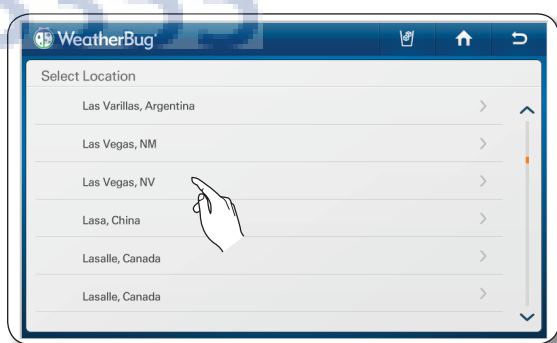 WeatherBug®
Select Location
Las Varillas, Argentina
Las Vegas, NM
Las Vegas, NV
Lasa, China
Lasalle, Canada
Lasalle, Canada